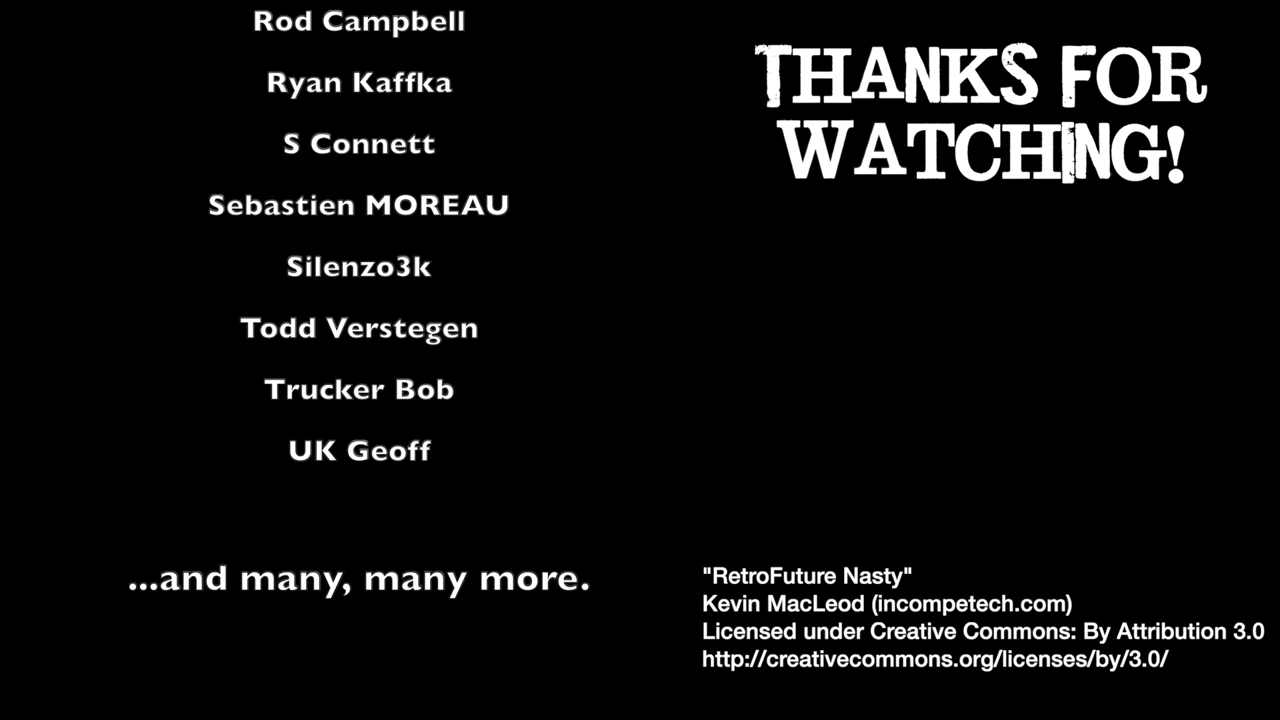 Rod Campbell
Ryan Kaffka
S Connett
Sebastien MOREAU
Silenzo3k
Todd Verstegen
Trucker Bob
UK Geoff
...and many, many more.
THANKS FOR
WATCHING!
"RetroFuture Nasty"
Kevin MacLeod (incompetech.com)
Licensed under Creative Commons: By Attribution 3.0
http://creativecommons.org/licenses/by/3.0/